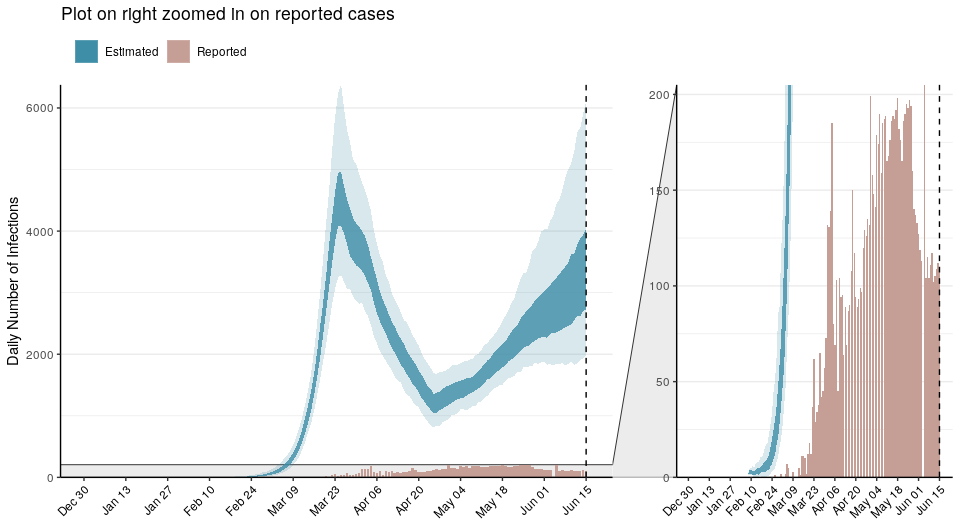 Plot on right zoomed in on reported cases
Estimated Reported
Daily Number of Infections
6000
4000
2000
0
Dec 30 Jan 13 Jan 27 Feb 10 Feb 24 Mar 09 Mar 23 Apr 06 Apr 20 May 04 May 18 Jun 01 Jun 15
200
150
100
50
0
Dec 30 Jan 13 Jan 27 Feb 10 Feb 24 Mar 09 Mar 23 Apr 06 Apr 20 May 04 May 18 Jun 01 Jun 15